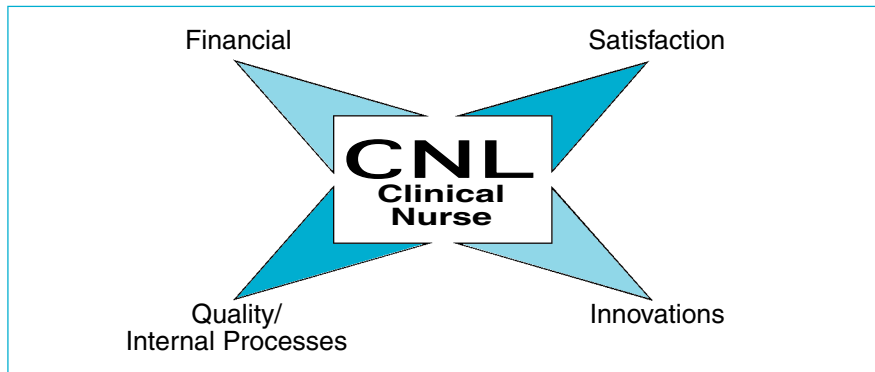 Financial
Satisfaction
CNL
Clinical
Nurse
Quality/
Internal Processes
Innovations